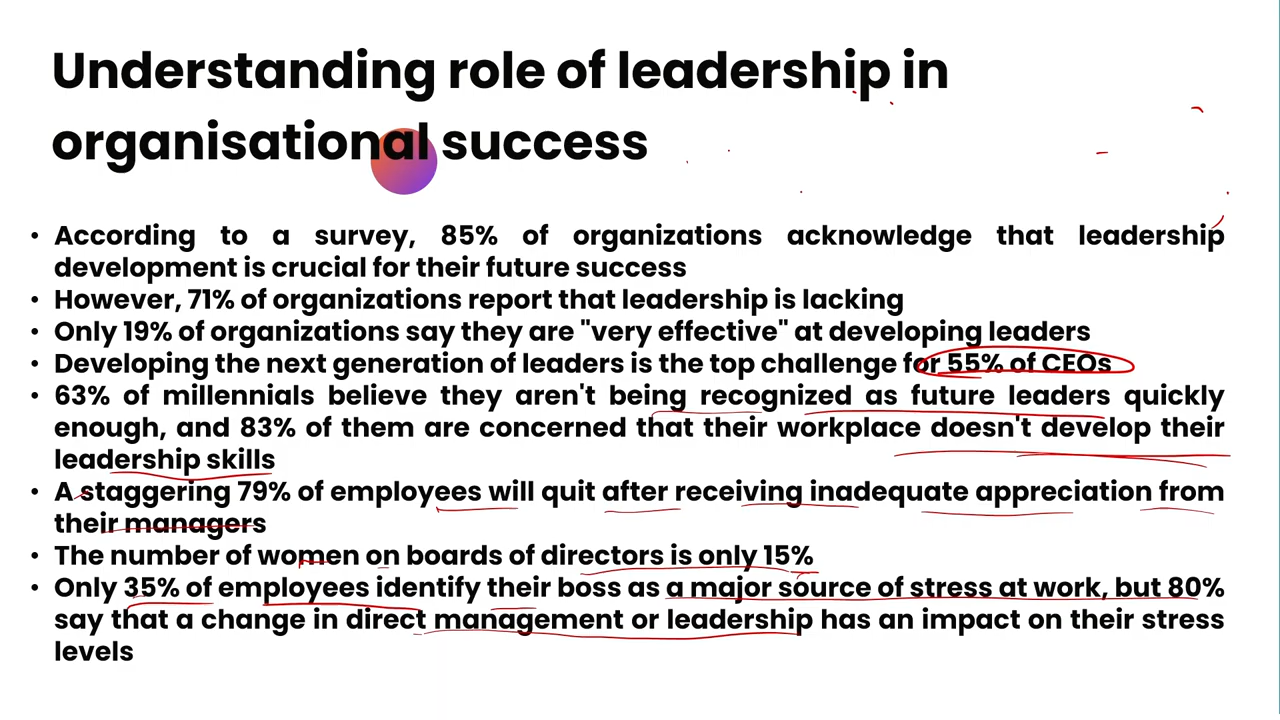 Understanding role of leadership in
organisational success
• According to a survey, 85% of organizations acknowledge that leadership
development is crucial for their future success
• However, 71% of organizations report that leadership is lacking
• Only 19% of organizations say they are "very effective" at developing leaders
• Developing the next generation of leaders is the top challenge for 55% of CEOs
• 63% of millennials believe they aren't being recognized as future leaders quickly
enough, and 83% of them are concerned that their workplace doesn't develop their
leadership skills
• A staggering 79% of employees will quit after receiving inadequate appreciation from
their managers
• The number of women on boards of directors is only 15%
• Only 35% of employees identify their boss as a major source of stress at work, but 80%
say that a change in direct management or leadership has an impact on their stress
levels